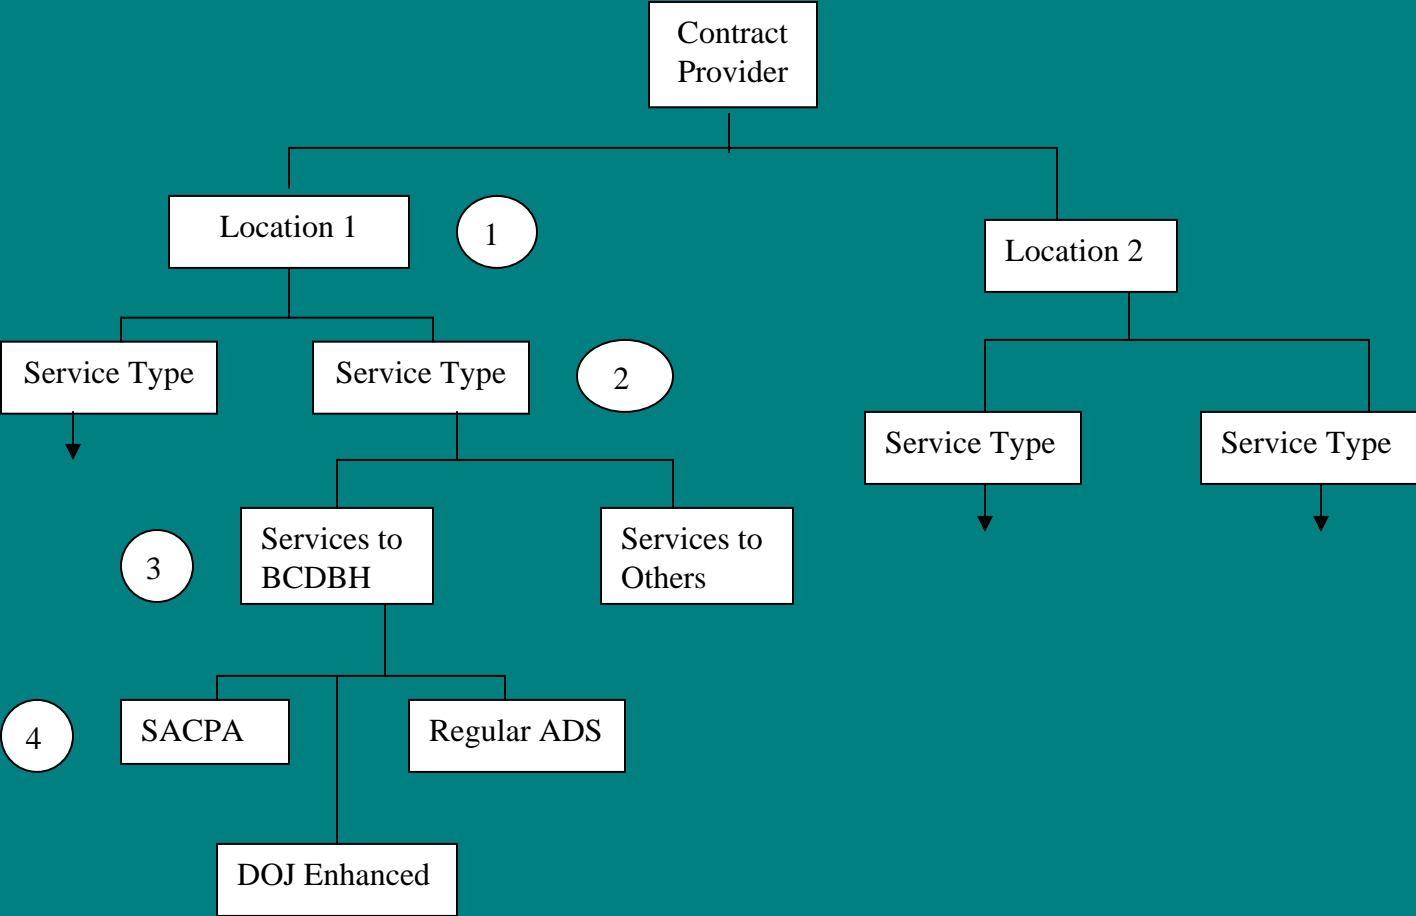 Contract
Provider
Location 1
1
Location 2
Service Type
Service Type
2
Service Type
Service Type
3
Services to
BCDBH
Services to
Others
4
SACPA
Regular ADS
DOJ Enhanced